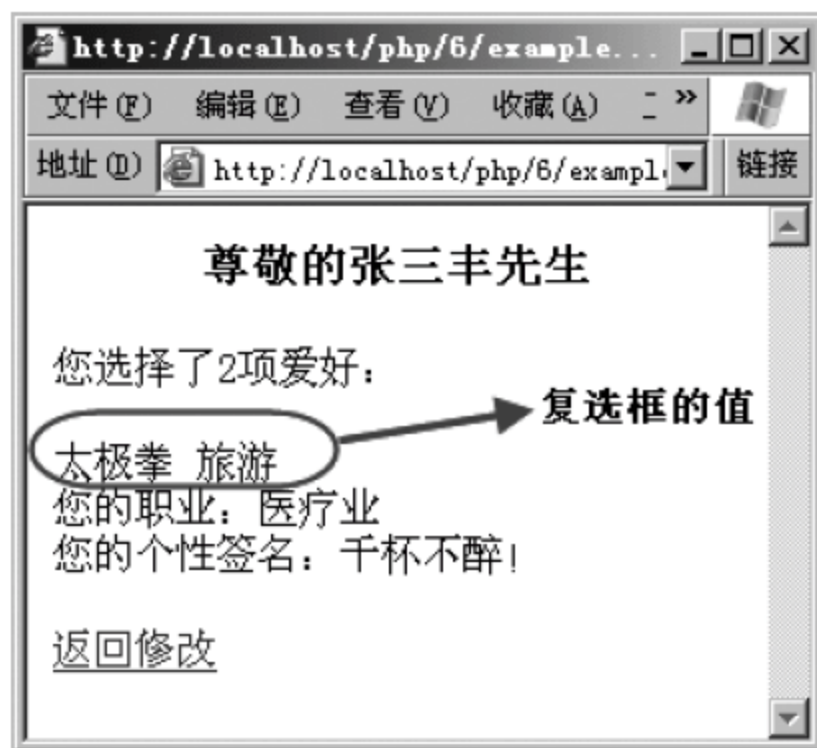 http://localhost/php/6/example...
文件(F) 编辑(E) 查看(V) 收藏(A) »
地址(D) http://localhost/php/6/exampl 链接
尊敬的张三丰先生
您选择了2项爱好：
复选框的值
太极拳 旅游
您的职业：医疗业
您的个性签名：千杯不醉！
返回修改